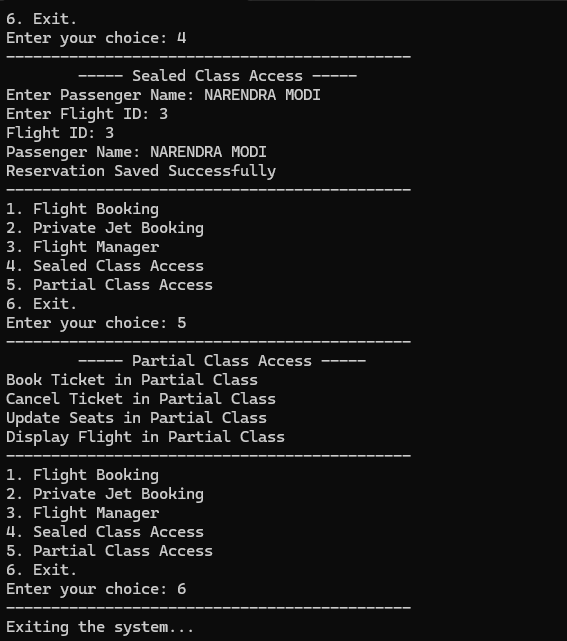 6. Exit.
Enter your choice: 4
---------------------------------------------
----- Sealed Class Access -----
Enter Passenger Name: NARENDRA MODI
Enter Flight ID: 3
Flight ID: 3
Passenger Name: NARENDRA MODI
Reservation Saved Successfully
---------------------------------------------
1. Flight Booking
2. Private Jet Booking
3. Flight Manager
4. Sealed Class Access
5. Partial Class Access
6. Exit.
Enter your choice: 5
---------------------------------------------
----- Partial Class Access -----
Book Ticket in Partial Class
Cancel Ticket in Partial Class
Update Seats in Partial Class
Display Flight in Partial Class
---------------------------------------------
1. Flight Booking
2. Private Jet Booking
3. Flight Manager
4. Sealed Class Access
5. Partial Class Access
6. Exit.
Enter your choice: 6
---------------------------------------------
Exiting the system...